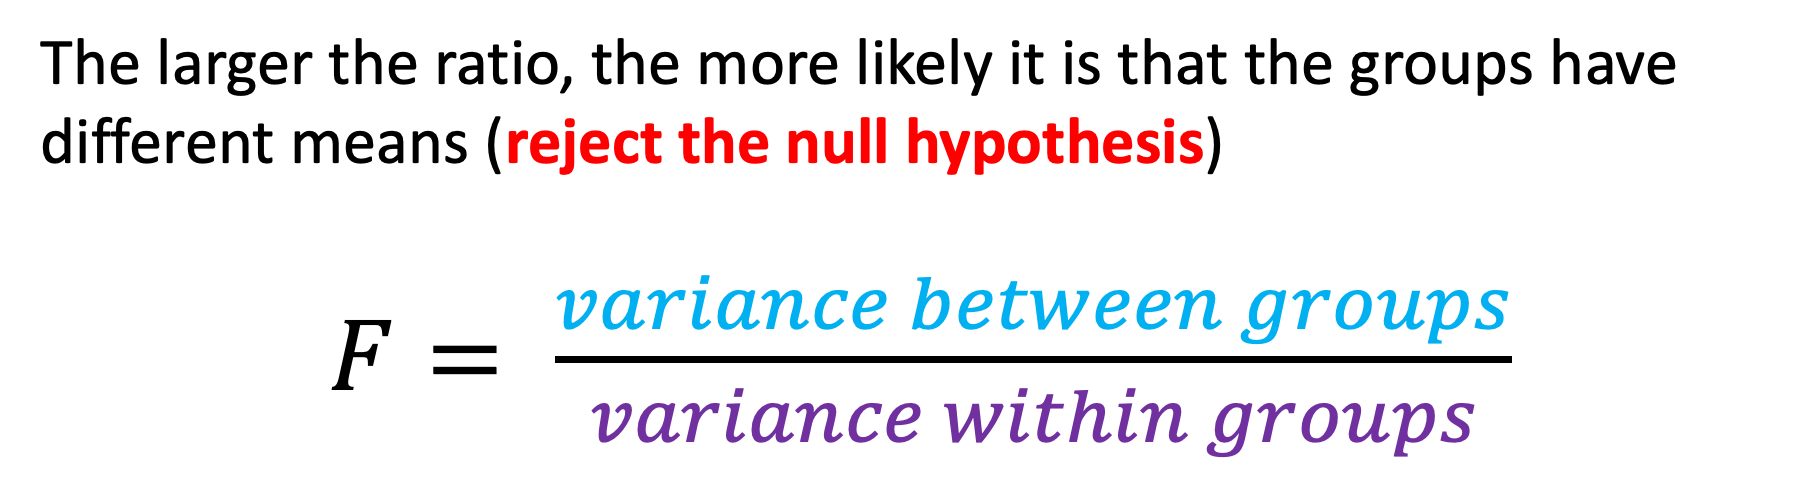 The larger the ratio, the more likely it is that the groups have
different means (reject the null hypothesis)
F = variance between groups
variance within groups